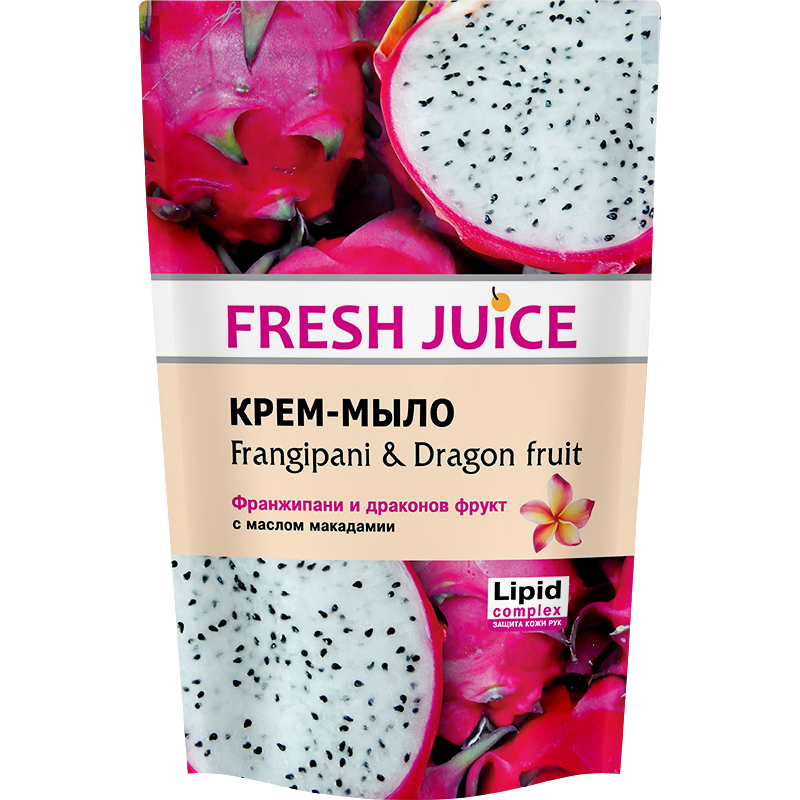 FRESH JUICE
КРЕМ-МЫЛО
Frangipani & Dragon fruit
Франжипани и драконов фрукт
с маслом макадамии
Lipid
complex
ЗАЩИТА КОЖИ РУК